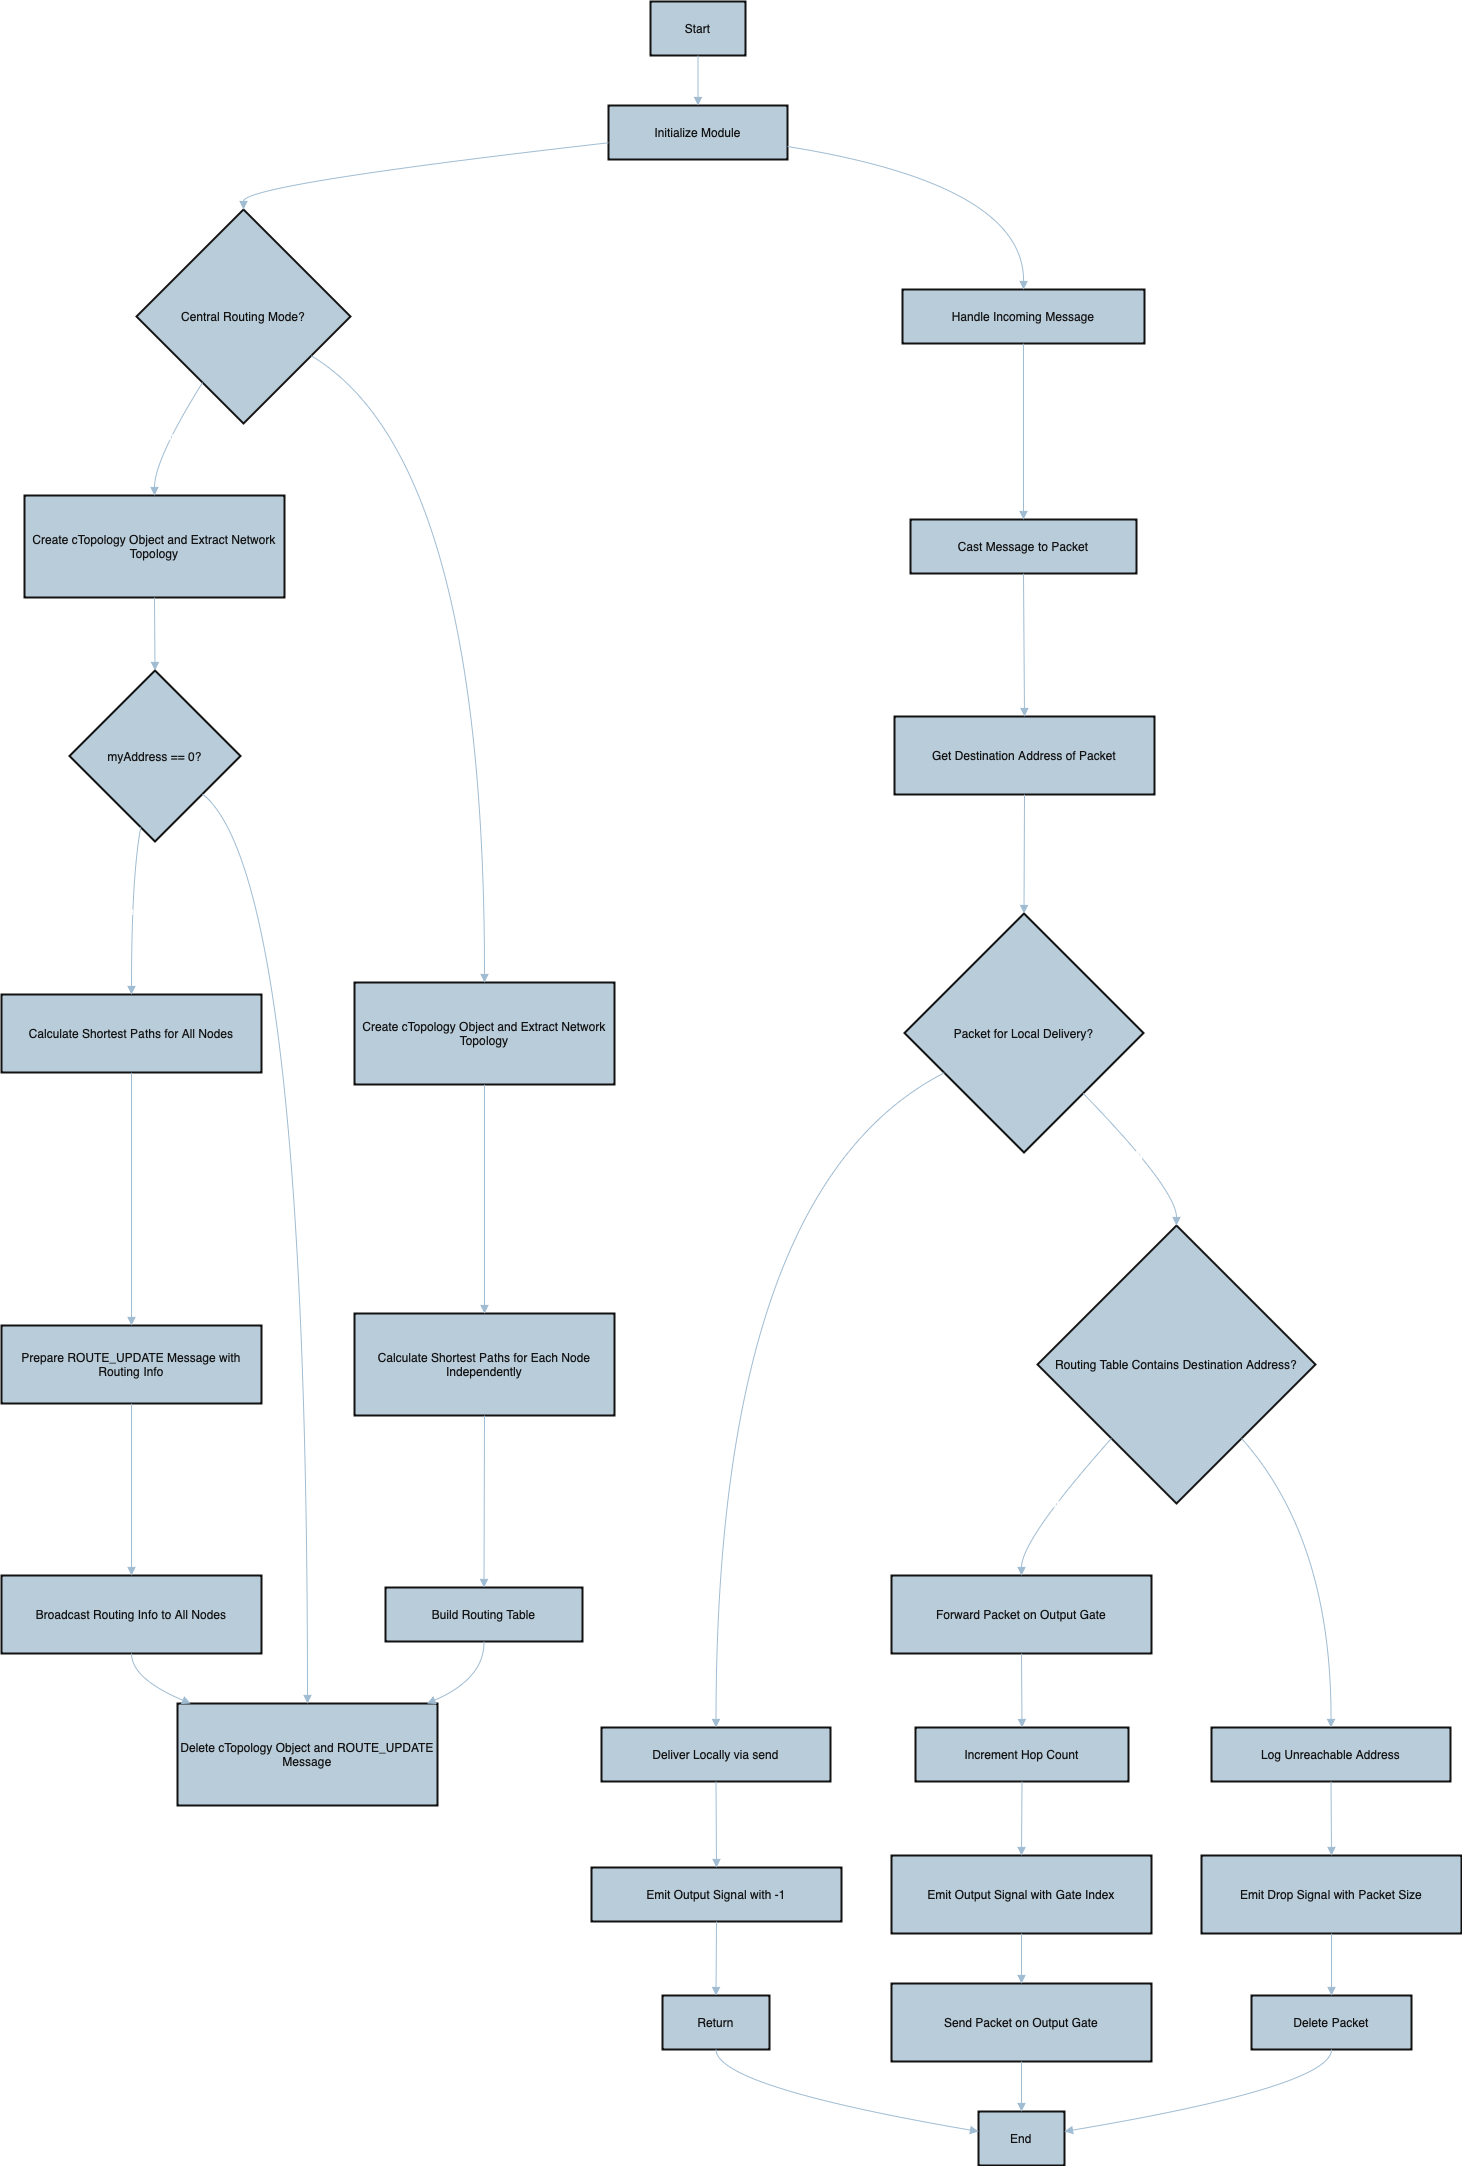 Start
Initialize Module
Central Routing Mode?
Handle Incoming Message
Create cTopology Object and Extract Network
Topology
Cast Message to Packet
myAddress == 0?
Get Destination Address of Packet
Calculate Shortest Paths for All Nodes
Create cTopology Object and Extract Network
Topology
Packet for Local Delivery?
Prepare ROUTE_UPDATE Message with
Routing Info
Calculate Shortest Paths for Each Node
Independently
Routing Table Contains Destination Address?
Broadcast Routing Info to All Nodes
Build Routing Table
Forward Packet on Output Gate
Delete cTopology Object and ROUTE_UPDATE
Message
Deliver Locally via send
Increment Hop Count
Log Unreachable Address
Emit Output Signal with -1
Emit Output Signal with Gate Index
Emit Drop Signal with Packet Size
Return
Send Packet on Output Gate
Delete Packet
End